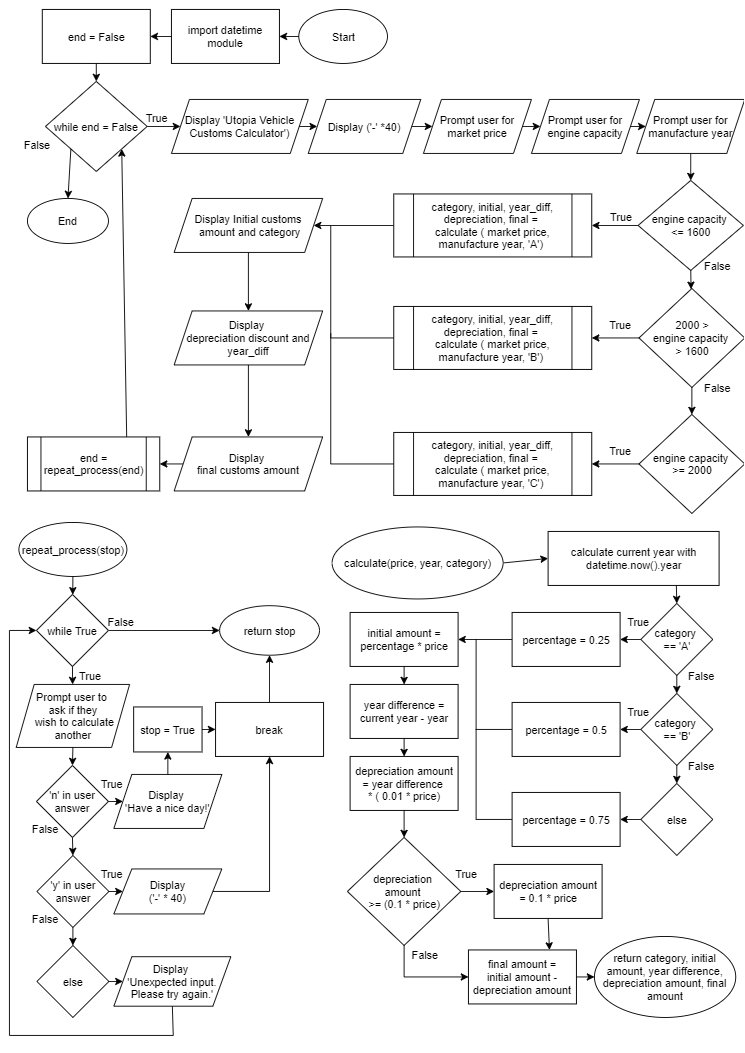 end = False
import datetime
module
Start
while end = False
True
False
End
Display 'Utopia Vehicle
Customs Calculator')
Display ('-' *40)
Prompt user for
market price
Prompt user for
engine capacity
Prompt user for
manufacture year
engine capacity
<= 1600
True
False
category, initial, year_diff,
depreciation, final =
calculate ( market price,
manufacture year, 'A')
2000 >
engine capacity
> 1600
True
False
category, initial, year_diff,
depreciation, final =
calculate ( market price,
manufacture year, 'B')
engine capacity
>= 2000
True
category, initial, year_diff,
depreciation, final =
calculate ( market price,
manufacture year, 'C')
Display Initial customs
amount and category
Display
depreciation discount and
year_diff
Display
final customs amount
end =
repeat_process(end)
repeat_process(stop)
while True
False
return stop
True
Prompt user to
ask if they
wish to calculate
another
stop = True
break
'n' in user
answer
True
Display
'Have a nice day!'
False
'y' in user
answer
True
Display
('-' * 40)
False
else
Display
'Unexpected input.
Please try again.'
calculate(price, year, category)
calculate current year with
datetime.now().year
category
== 'A'
True
percentage = 0.25
False
category
== 'B'
True
percentage = 0.5
False
else
percentage = 0.75
initial amount =
percentage * price
year difference =
current year - year
depreciation amount
= year difference
* ( 0.01 * price)
depreciation
amount
>= (0.1 * price)
True
depreciation amount
= 0.1 * price
False
final amount =
initial amount -
depreciation amount
return category, initial
amount, year difference,
depreciation amount, final
amount